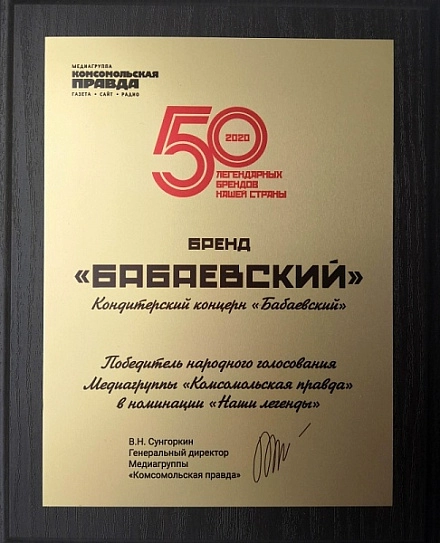 МЕДИАГРУППА
КОМСОМОЛЬСКАЯ
ПРАВДА
ГАЗЕТА • САЙТ • РАДИО
50
2020
ЛЕГЕНДАРНЫХ
БРЕНДОВ
НАШЕЙ СТРАНЫ
БРЕНД
«БАБАЕВСКИЙ»
Кондитерский концерн «Бабаевский»
Победитель народного голосования
Медиагруппы «Комсомольская правда»
в номинации «Наши легенды»
В.Н. Сунгоркин
Генеральный директор
Медиагруппы
«Комсомольская правда»